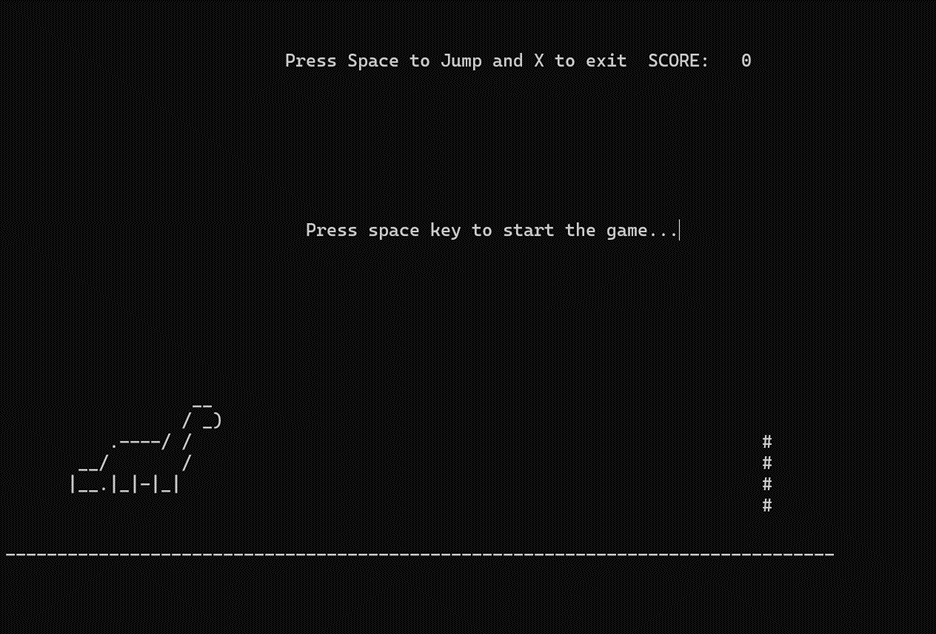 Press Space to Jump and X to exit  SCORE:   0
Press space key to start the game...